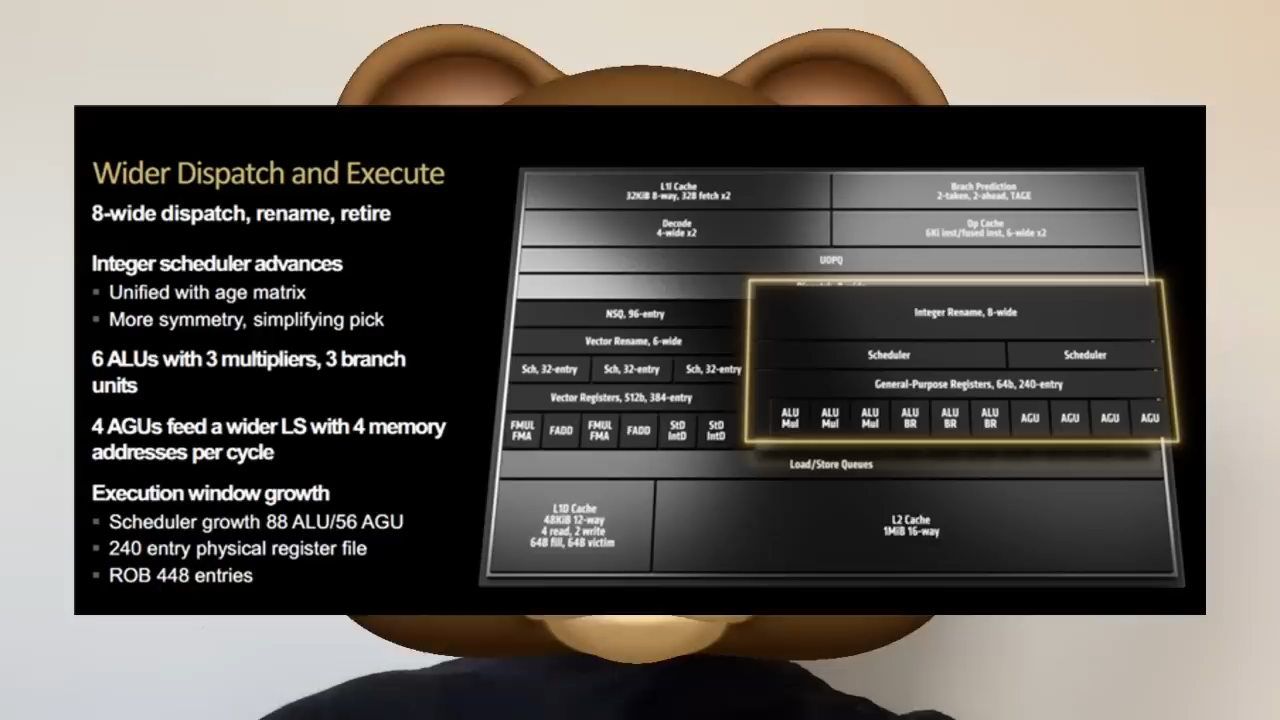 Wider Dispatch and Execute
8-wide dispatch, rename, retire
Integer scheduler advances
Unified with age matrix
More symmetry, simplifying pick
6 ALUs with 3 multipliers, 3 branch
units
4 AGUs feed a wider LS with 4 memory
addresses per cycle
Execution window growth
Scheduler growth 88 ALU/56 AGU
240 entry physical register file
ROB 448 entries
L1I Cache
32KiB 8-way, 32B fetch x2
Brach Prediction
2-taken, 2-ahead, TAGE
Decode
4-wide x2
Op Cache
6Ki inst/fused inst, 6-wide x2
UOPQ
NSQ, 96-entry
Vector Rename, 6-wide
Sch, 32-entry
Sch, 32-entry
Sch, 32-entry
Vector Registers, 512b, 384-entry
FMUL
FMA
FADD
FMUL
FMA
FADD
StD
IntD
StD
IntD
Integer Rename, 8-wide
Scheduler
Scheduler
General-Purpose Registers, 64b, 240-entry
ALU
Mul
ALU
Mul
ALU
Mul
ALU
BR
ALU
BR
ALU
BR
AGU
AGU
AGU
AGU
Load/Store Queues
L1D Cache
48KiB 12-way
4 read, 2 write
64B fill, 64B victim
L2 Cache
1MiB 16-way